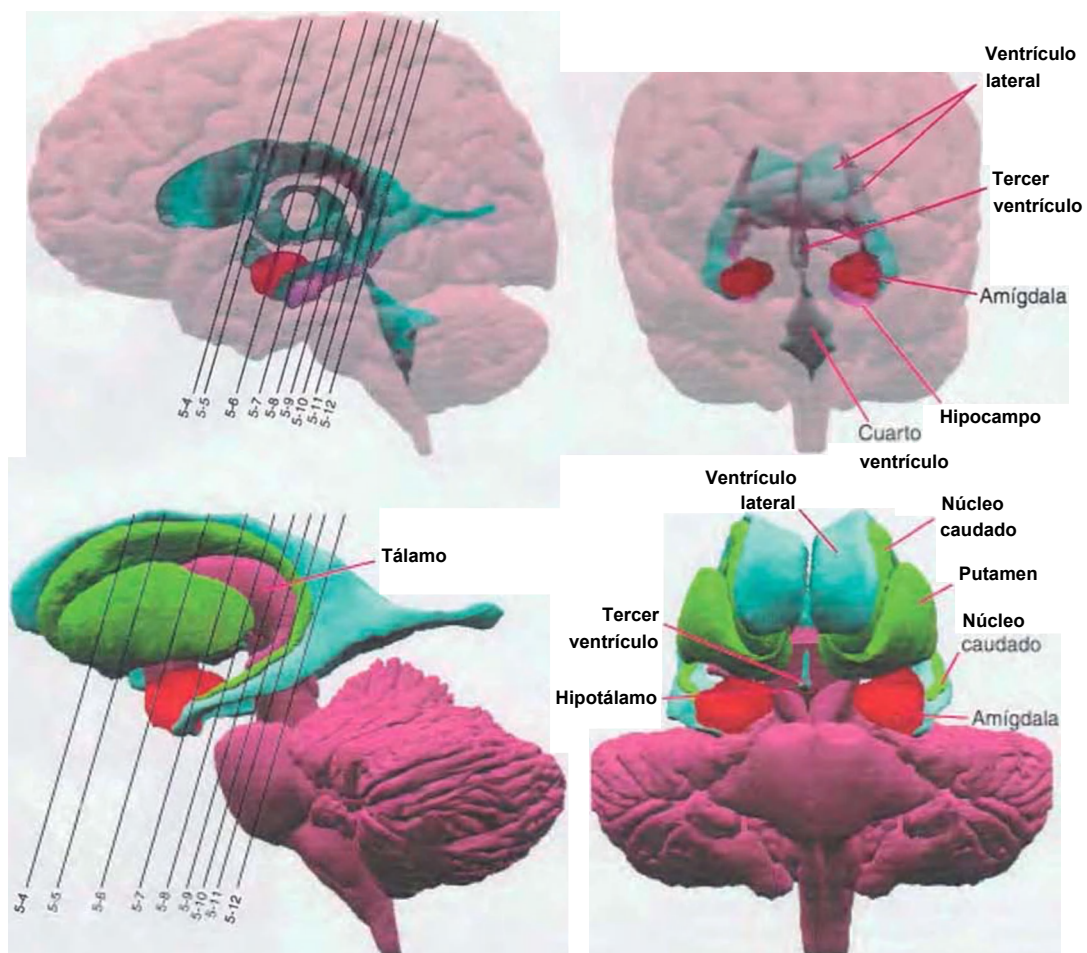 Ventrículo
lateral
Tercer
ventrículo
Amígdala
Hipocampo
Cuarto
ventrículo
5-4
5-5
5-6
5-7
5-8
5-9
5-10
5-11
5-12
Tálamo
5-4
5-5
5-6
5-7
5-8
5-9
5-10
5-11
5-12
Ventrículo
lateral
Núcleo
caudado
Putamen
Tercer
ventrículo
Núcleo
caudado
Hipotálamo
Amígdala